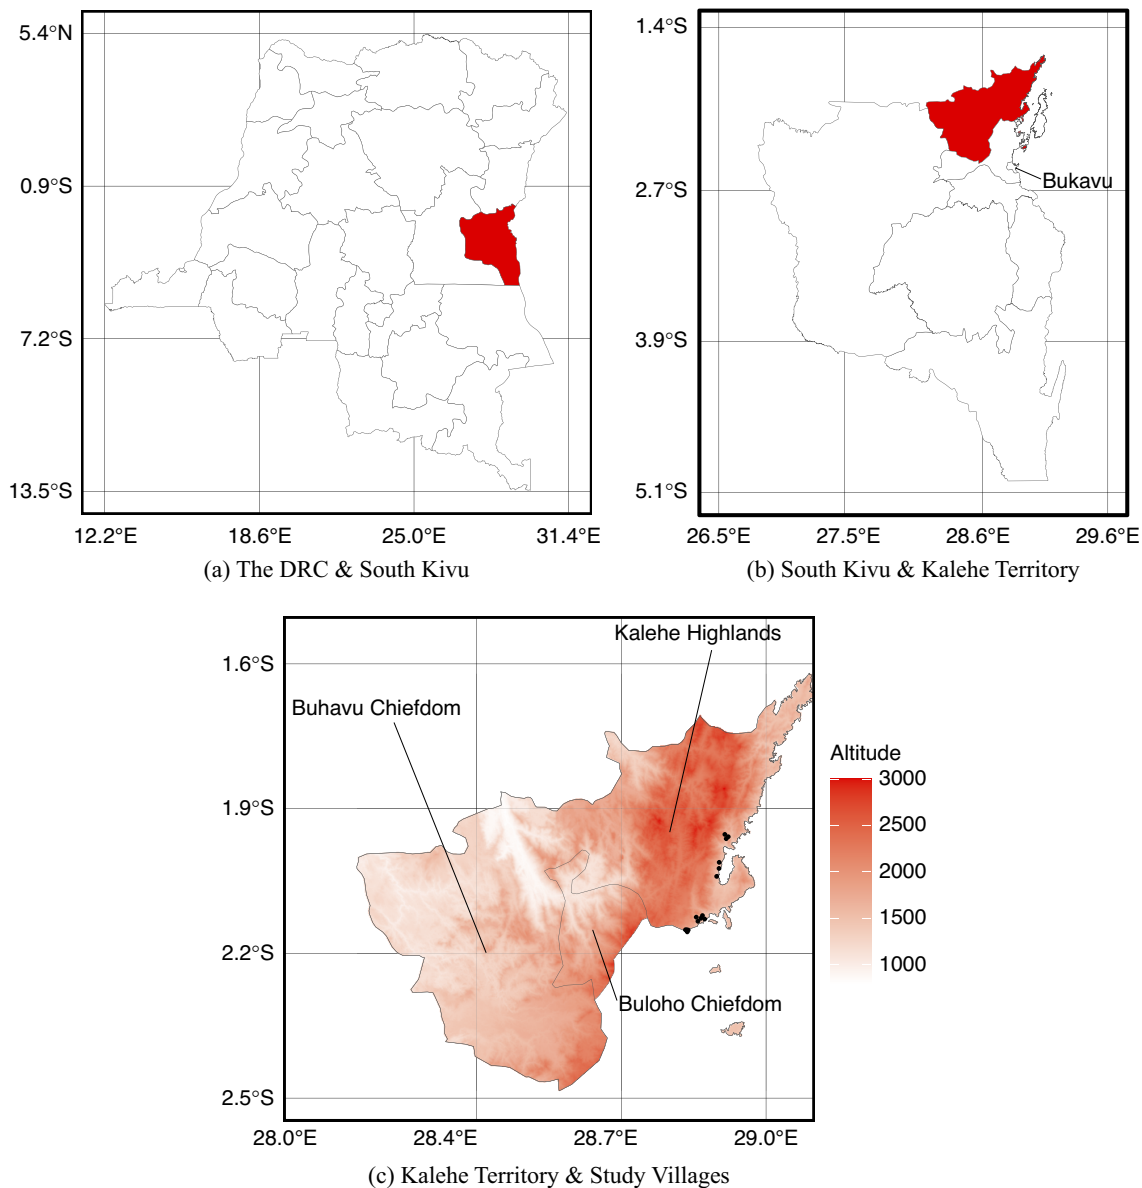 5.4°N
0.9°S
7.2°S
13.5°S
12.2°E 18.6°E 25.0°E 31.4°E
(a) The DRC & South Kivu
1.4°S
Bukavu
2.7°S
3.9°S
5.1°S
26.5°E 27.5°E 28.6°E 29.6°E
(b) South Kivu & Kalehe Territory
Kalehe Highlands
1.6°S
Buhavu Chiefdom
1.9°S
2.2°S
Buloho Chiefdom
2.5°S
28.0°E 28.4°E 28.7°E 29.0°E
Altitude
3000
2500
2000
1500
1000
(c) Kalehe Territory & Study Villages